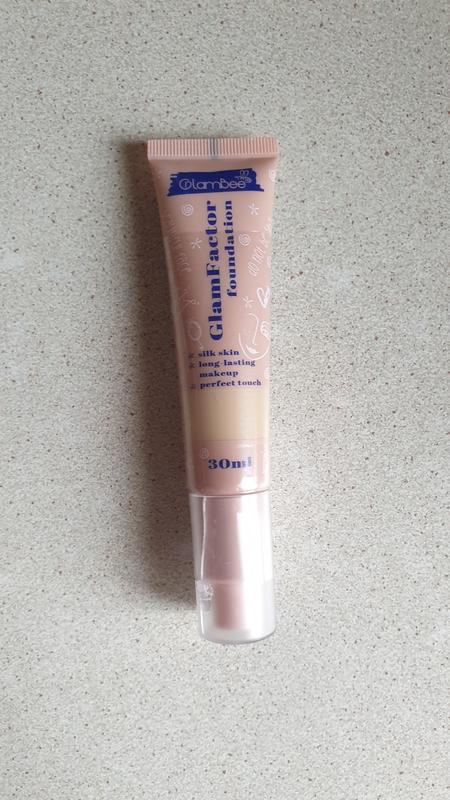 GlamBee
GlamFactor
foundation
silk skin
long-lasting
makeup
perfect touch
30ml